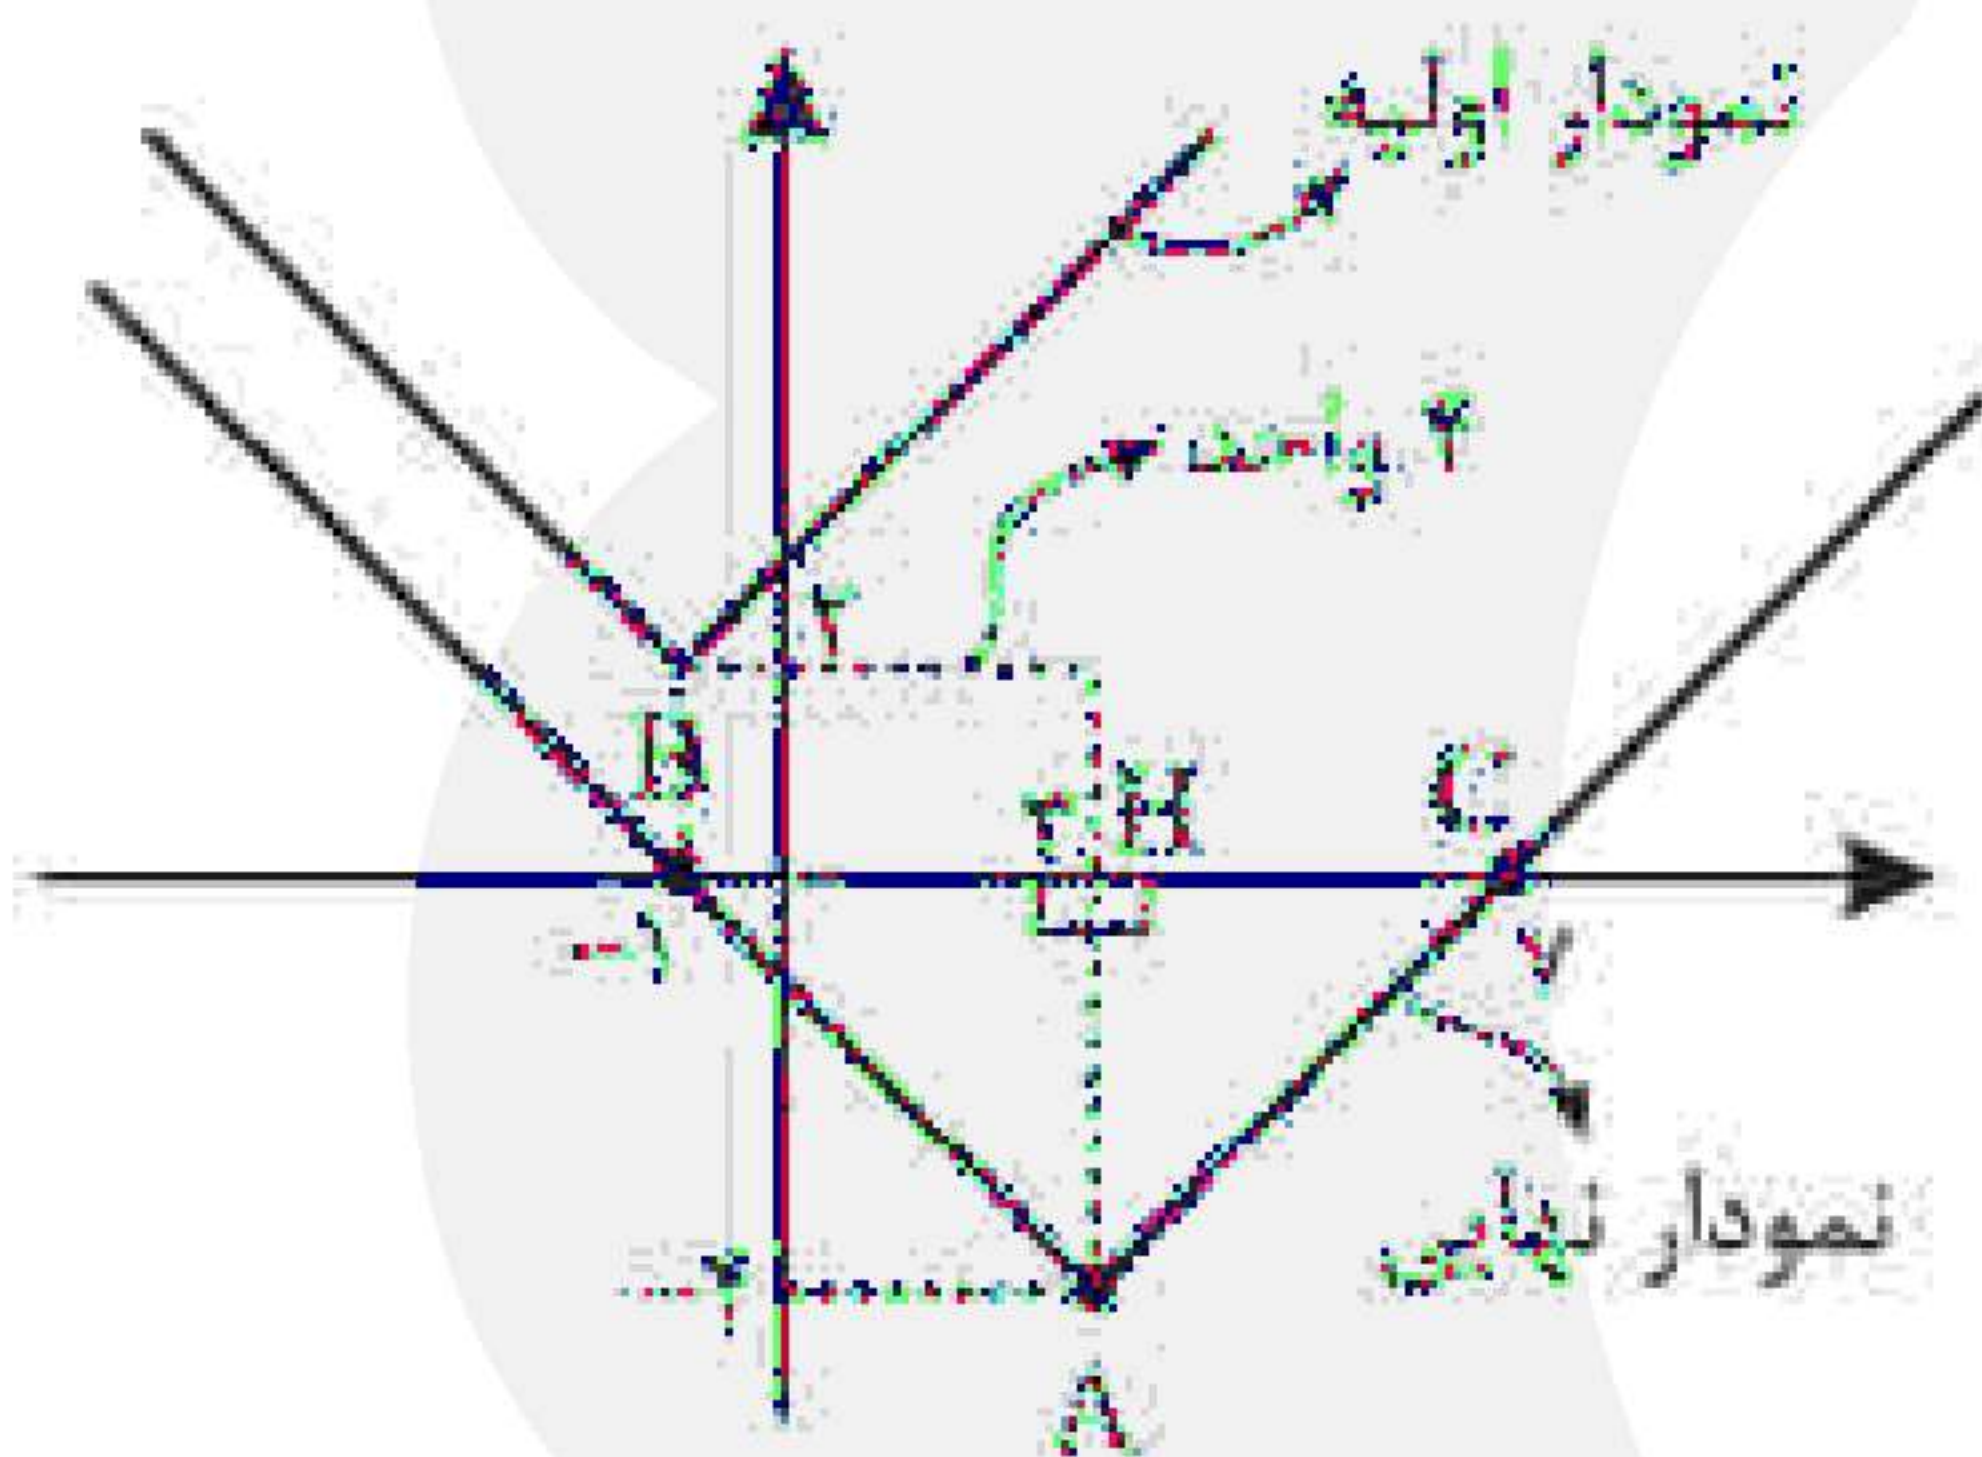 نمودار اولیه
۴ واحد
۲
B
۳ H
C
-۱
۷
نمودار نهایی
-۴
A